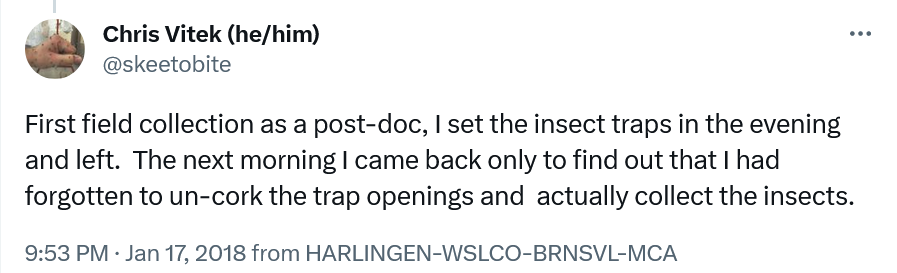 Chris Vitek (he/him)
@skeetobite
First field collection as a post-doc, I set the insect traps in the evening
and left.  The next morning I came back only to find out that I had
forgotten to un-cork the trap openings and  actually collect the insects.
9:53 PM · Jan 17, 2018 from HARLINGEN-WSLCO-BRNSVL-MCA